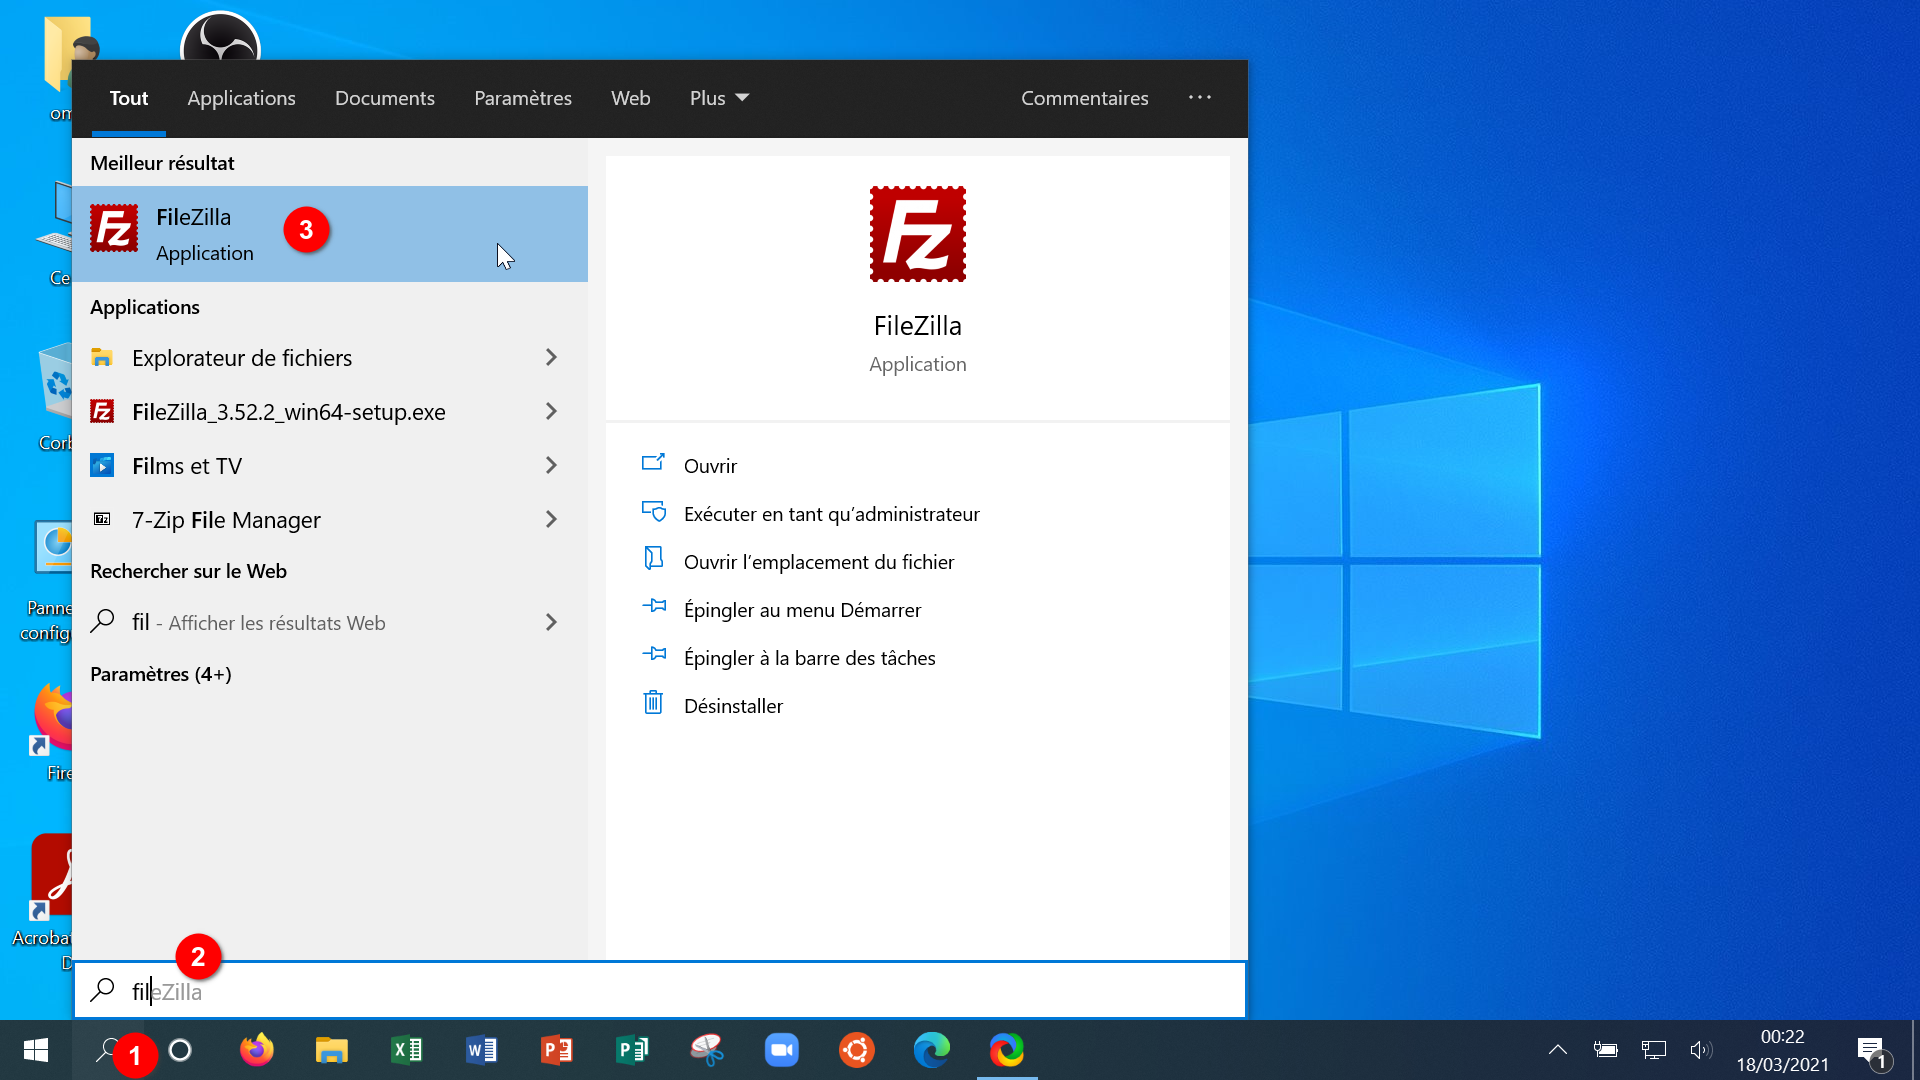 Tout Applications Documents Paramètres Web Plus Commentaires ...
Meilleur résultat
FileZilla
Application
3
Applications
Explorateur de fichiers
FileZilla_3.52.2_win64-setup.exe
Films et TV
7-Zip File Manager
Rechercher sur le Web
fil - Afficher les résultats Web
Paramètres (4+)
FileZilla
Application
Ouvrir
Exécuter en tant qu'administrateur
Ouvrir l'emplacement du fichier
Épingler au menu Démarrer
Épingler à la barre des tâches
Désinstaller
om
Ce
Corb
Panne
config
Fire
Acrobat
D
2
fileZilla
1
00:22
18/03/2021
1